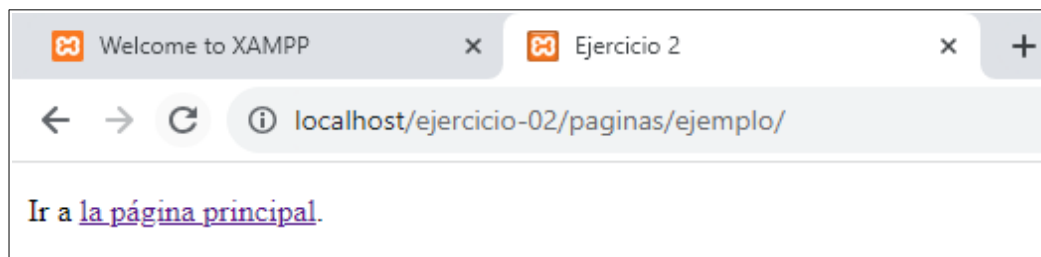 Welcome to XAMPP
Ejercicio 2
localhost/ejercicio-02/paginas/ejemplo/
Ir a la página principal.